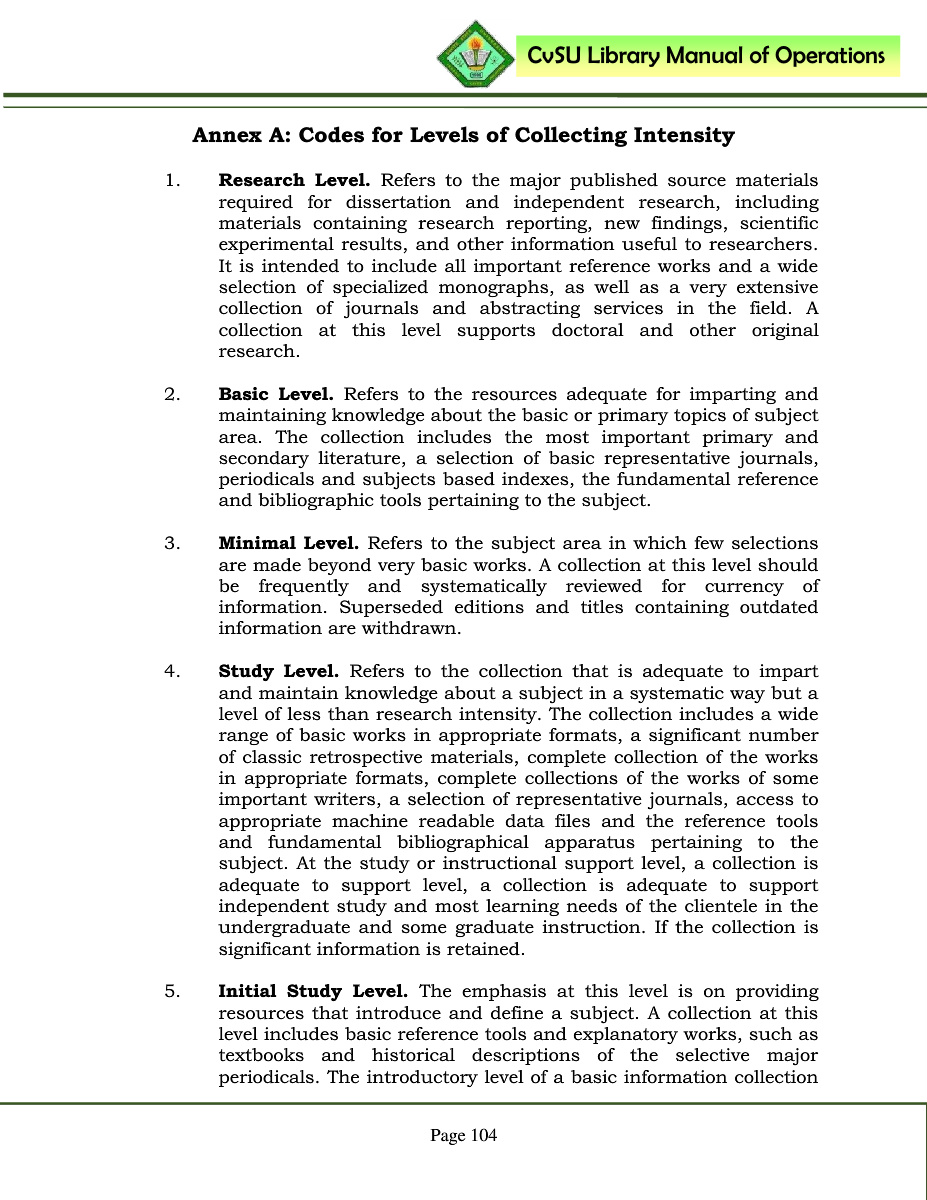 CvSU Library Manual of Operations
Annex A: Codes for Levels of Collecting Intensity
1. Research Level. Refers to the major published source materials
required for dissertation and independent research, including
materials containing research reporting, new findings, scientific
experimental results, and other information useful to researchers.
It is intended to include all important reference works and a wide
selection of specialized monographs, as well as a very extensive
collection of journals and abstracting services in the field. A
collection at this level supports doctoral and other original
research.
2. Basic Level. Refers to the resources adequate for imparting and
maintaining knowledge about the basic or primary topics of subject
area. The collection includes the most important primary and
secondary literature, a selection of basic representative journals,
periodicals and subjects based indexes, the fundamental reference
and bibliographic tools pertaining to the subject.
3. Minimal Level. Refers to the subject area in which few selections
are made beyond very basic works. A collection at this level should
be frequently and systematically reviewed for currency of
information. Superseded editions and titles containing outdated
information are withdrawn.
4. Study Level. Refers to the collection that is adequate to impart
and maintain knowledge about a subject in a systematic way but a
level of less than research intensity. The collection includes a wide
range of basic works in appropriate formats, a significant number
of classic retrospective materials, complete collection of the works
in appropriate formats, complete collections of the works of some
important writers, a selection of representative journals, access to
appropriate machine readable data files and the reference tools
and fundamental bibliographical apparatus pertaining to the
subject. At the study or instructional support level, a collection is
adequate to support level, a collection is adequate to support
independent study and most learning needs of the clientele in the
undergraduate and some graduate instruction. If the collection is
significant information is retained.
5. Initial Study Level. The emphasis at this level is on providing
resources that introduce and define a subject. A collection at this
level includes basic reference tools and explanatory works, such as
textbooks and historical descriptions of the selective major
periodicals. The introductory level of a basic information collection
Page 104